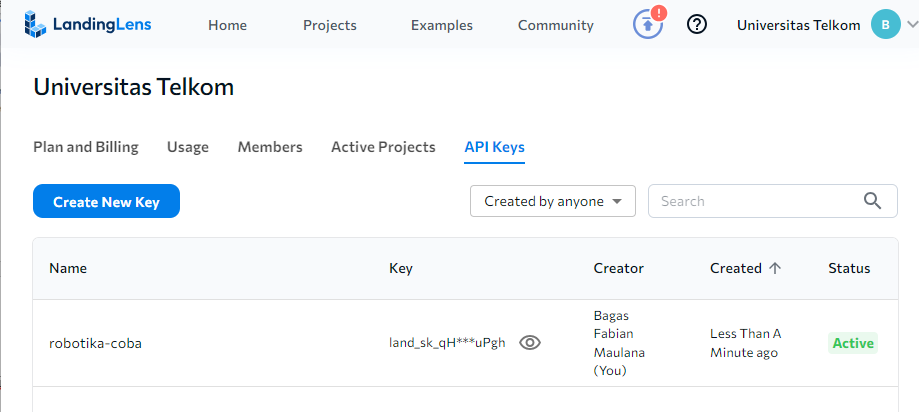 LandingLens Home Projects Examples Community ! ? Universitas Telkom B
Universitas Telkom
Plan and Billing Usage Members Active Projects API Keys
Create New Key Created by anyone Search
Name Key Creator Created Status
robotika-coba land_sk_qH***uPgh Bagas Fabian Maulana (You) Less Than A Minute ago Active